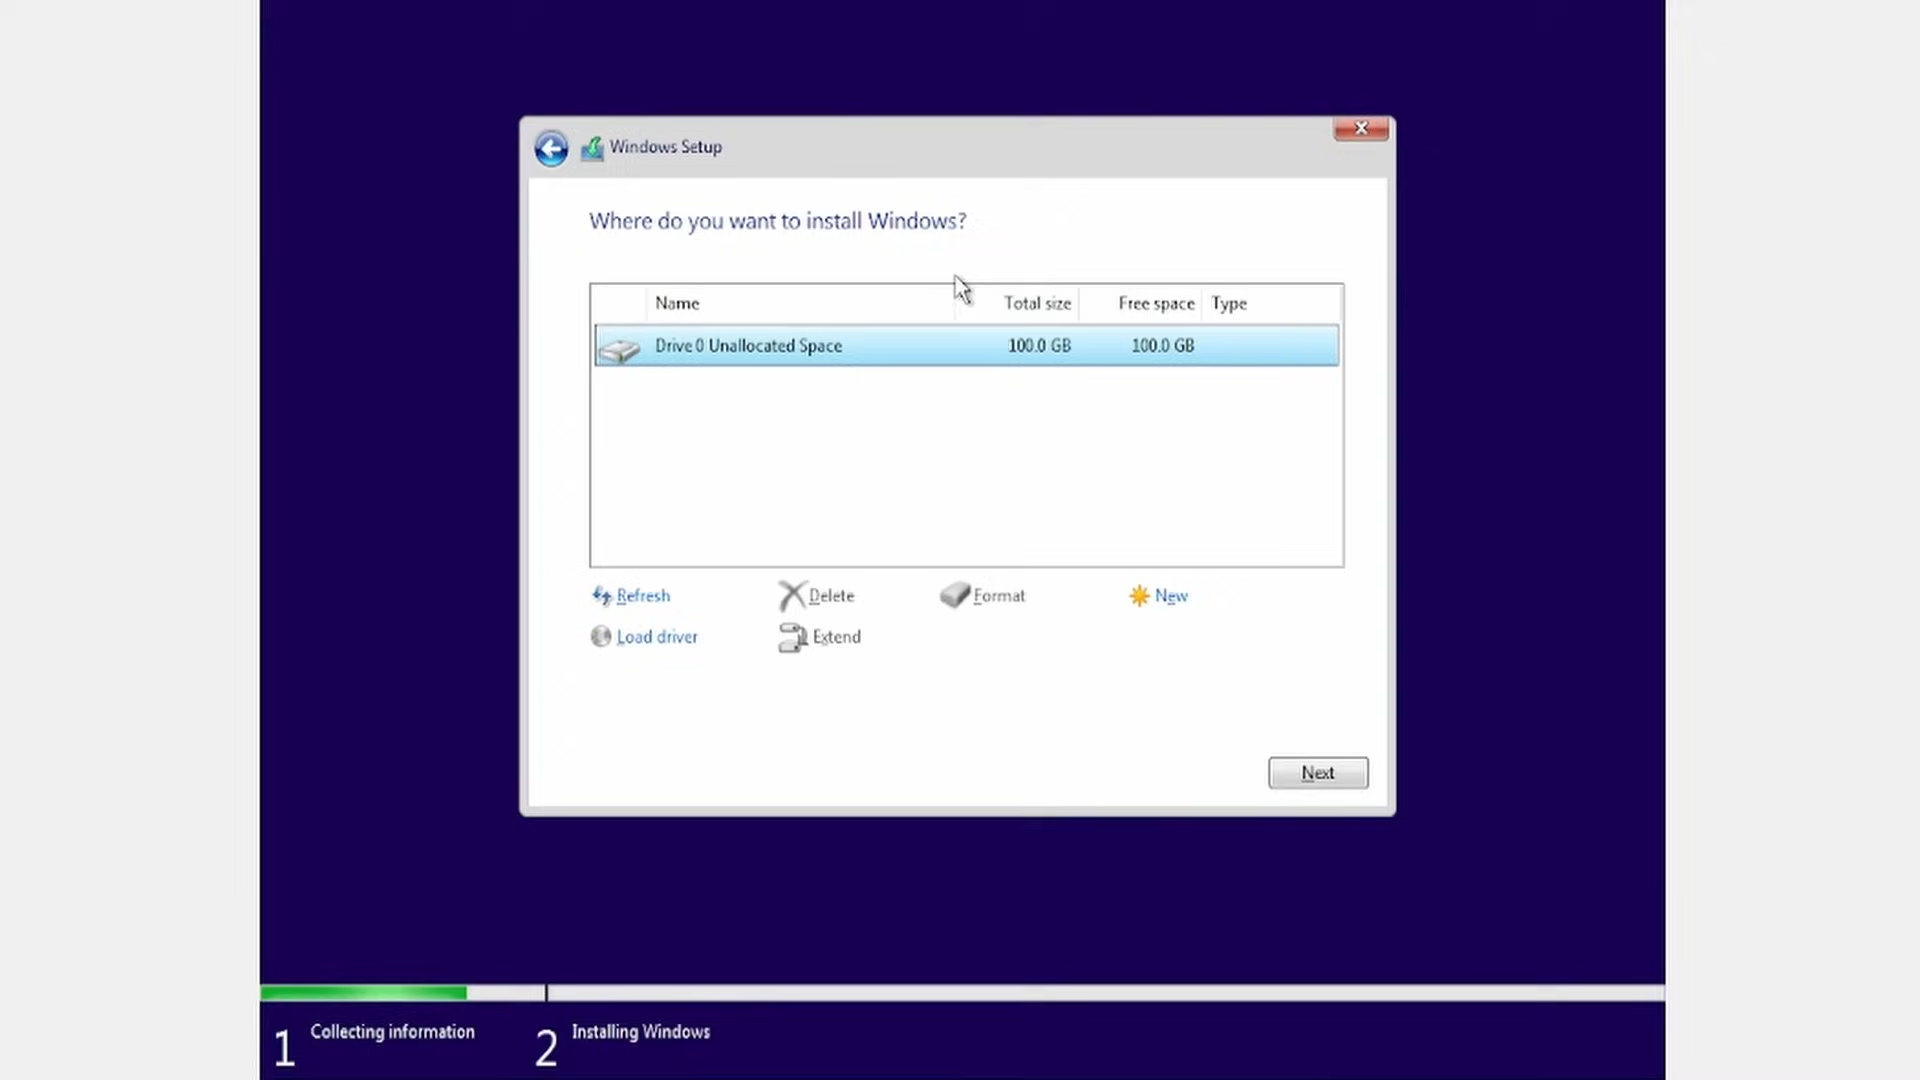 Windows Setup
Where do you want to install Windows?
Name Total size Free space Type
Drive 0 Unallocated Space 100.0 GB 100.0 GB
Refresh Delete Format New
Load driver Extend
Next
1 Collecting information 2 Installing Windows